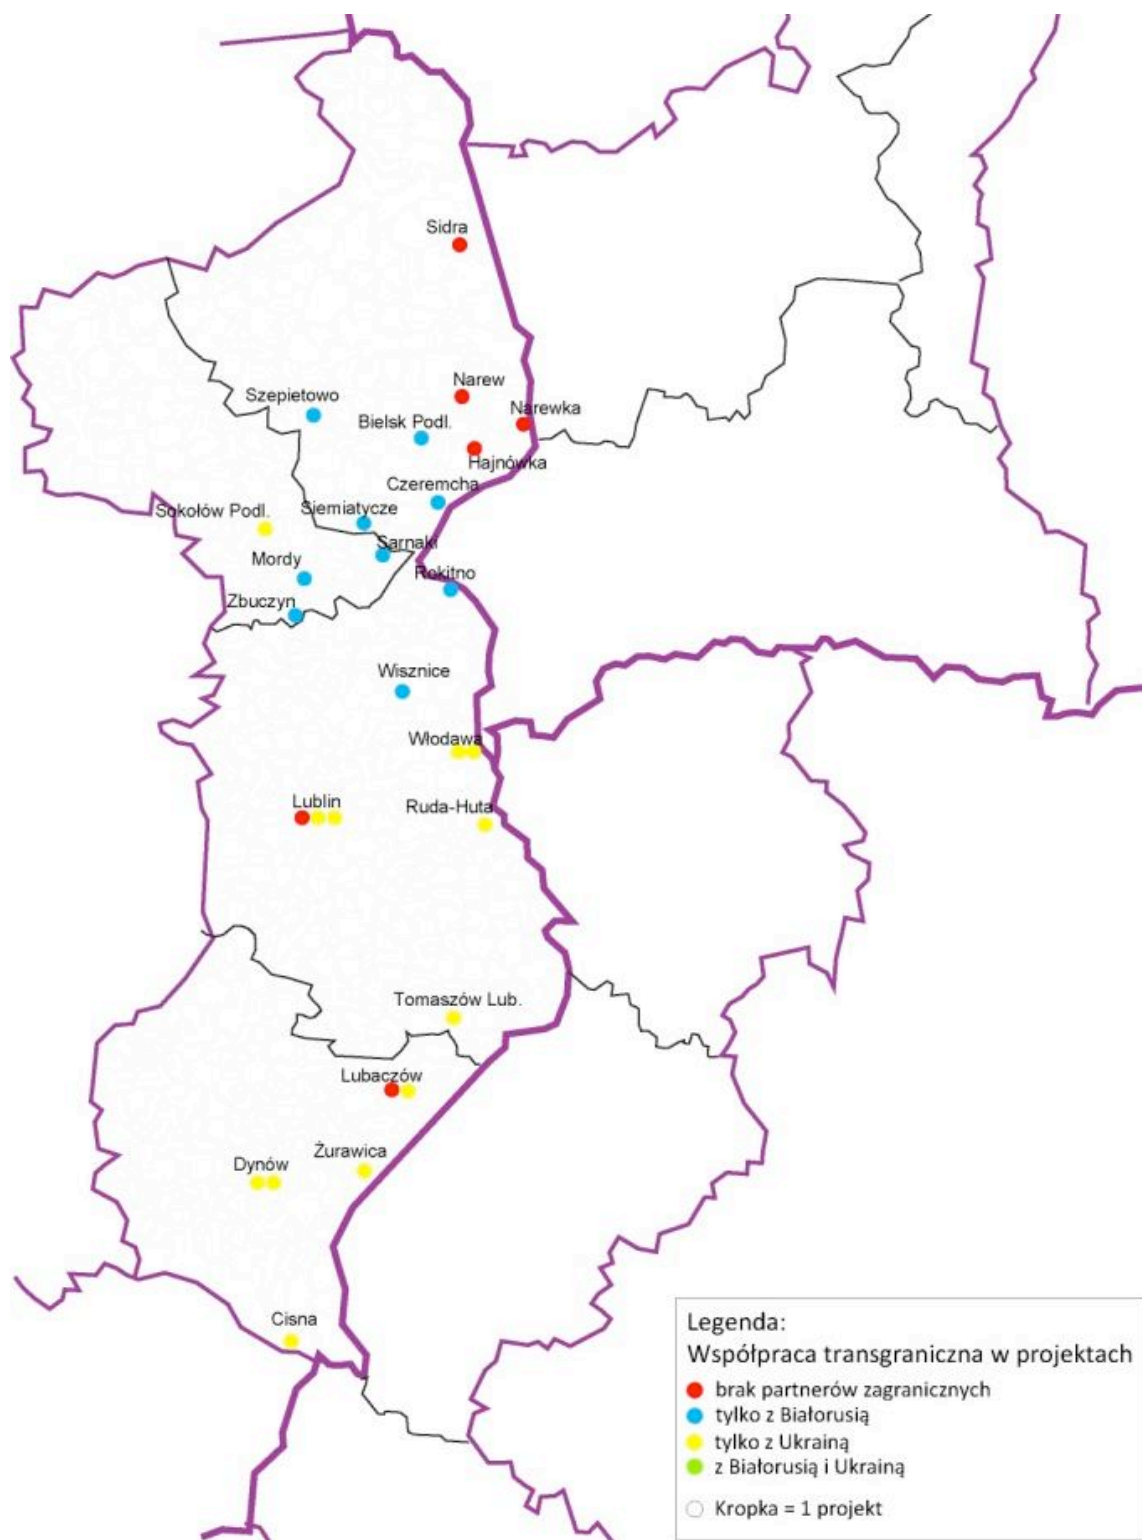 Sidra
Narew
Szepietowo
Narewka
Bielsk Podl.
Hajnówka
Czeremcha
Sokołów Podl.
Siemiatycze
Sarnaki
Mordy
Rokitno
Zbuczyn
Wisznice
Włodawa
Lublin
Ruda-Huta
Tomaszów Lub.
Lubaczów
Żurawica
Dynów
Cisna
Legenda:
Współpraca transgraniczna w projektach
brak partnerów zagranicznych
tylko z Białorusią
tylko z Ukrainą
z Białorusią i Ukrainą
Kropka = 1 projekt